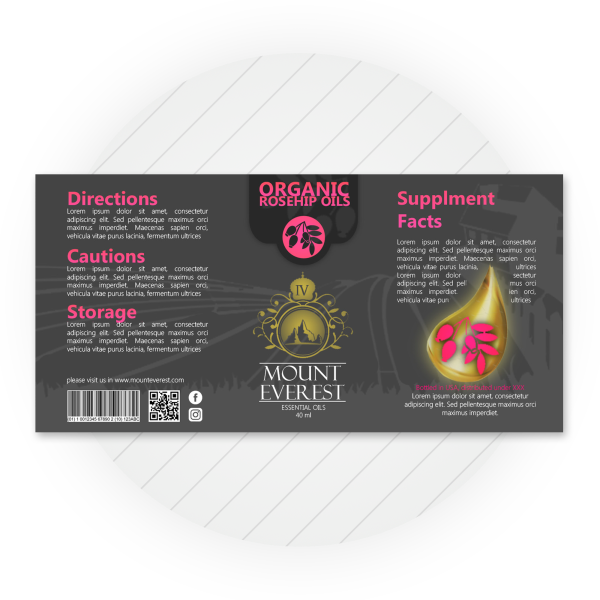 Directions
Lorem ipsum dolor sit amet, consectetur
adipiscing elit. Sed pellentesque maximus orci
maximus imperdiet. Maecenas sapien orci,
vehicula vitae purus lacinia, fermentum ultrices
Cautions
Lorem ipsum dolor sit amet, consectetur
adipiscing elit. Sed pellentesque maximus orci
maximus imperdiet. Maecenas sapien orci,
vehicula vitae purus lacinia, fermentum ultrices
Storage
Lorem ipsum dolor sit amet, consectetur
adipiscing elit. Sed pellentesque maximus orci
maximus imperdiet. Maecenas sapien orci,
vehicula vitae purus lacinia, fermentum ultrices
please visit us in www.mounteverest.com
ORGANIC
ROSEHIP OILS
IV
MOUNT
EVEREST
ESSENTIAL OILS
40 ml
Supplment
Facts
Lorem ipsum dolor sit amet, consectetur
adipiscing elit. Sed pellentesque maximus orci
maximus imperdiet. Maecenas sapien orci,
vehicula vitae purus lacinia, ultrices
Lorem ipsum dolor sit sectetur
adipiscing elit. Sed pel mus orci
maximus imperdiet. en orci,
vehicula vitae pur ultrices
Lorem ipsum dolor sit amet, consectetur
adipiscing elit. Sed pellentesque maximus orci
maximus imperdiet.